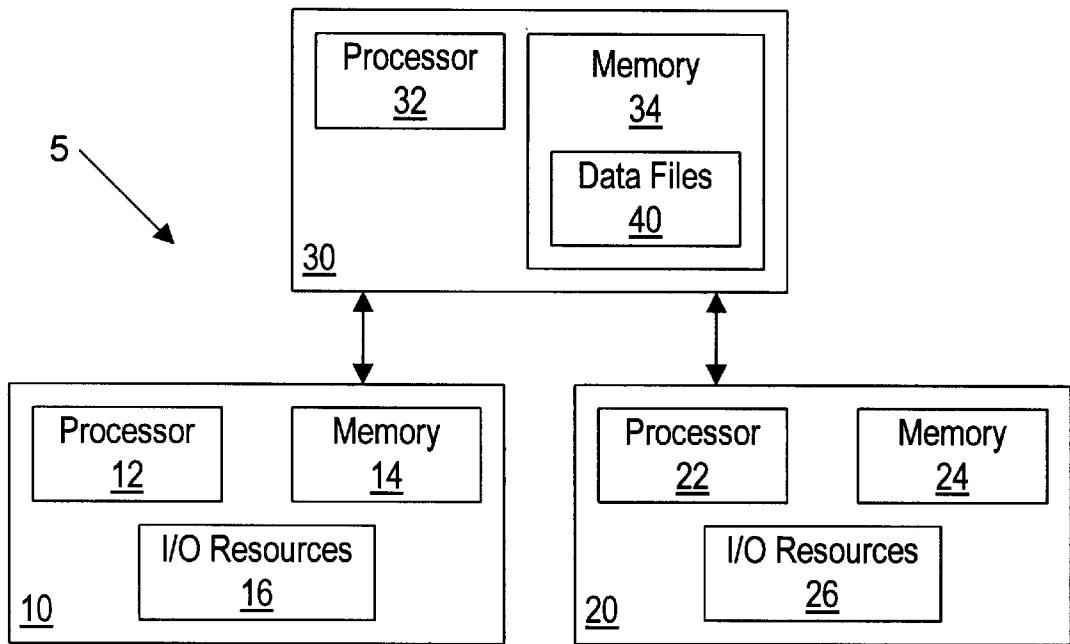 Processor
32
Memory
34
Data Files
40
5
30
Processor
12
Memory
14
I/O Resources
16
10
Processor
22
Memory
24
I/O Resources
26
20